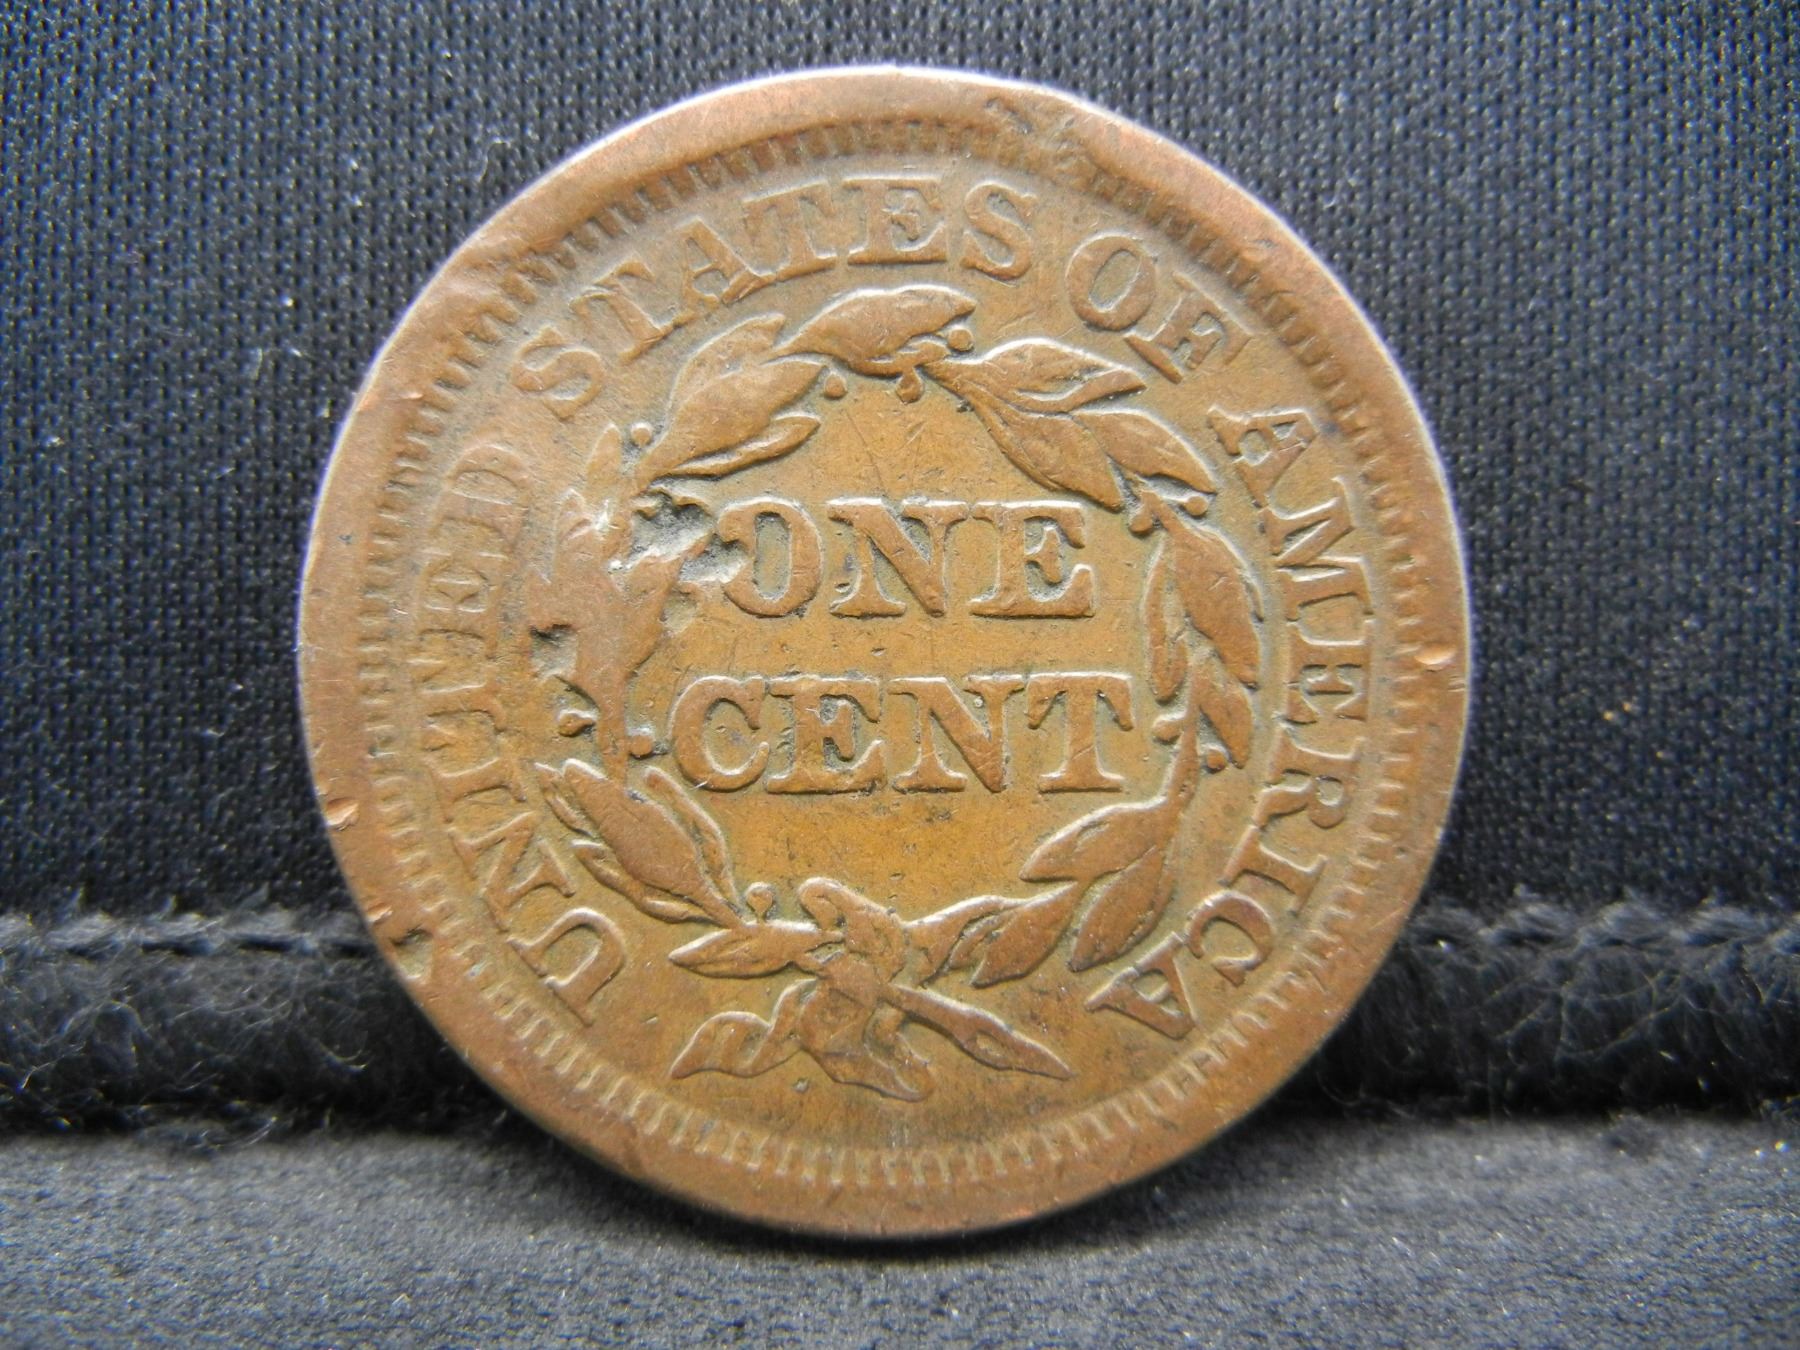 UNITED STATES OF AMERICA
ONE
CENT